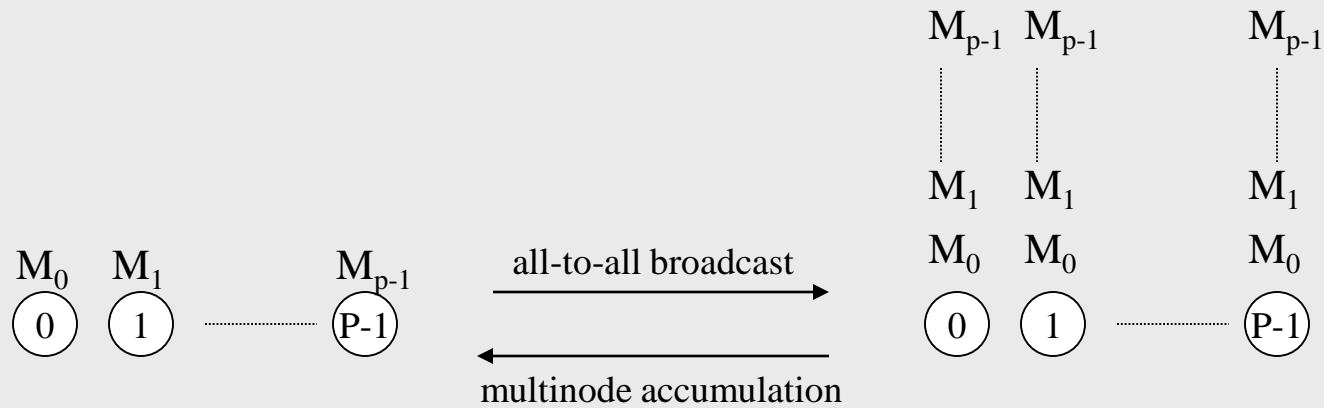 M_{p-1} M_{p-1} M_{p-1}
M_1 M_1 M_1
M_0 M_1 M_{p-1} all-to-all broadcast M_0 M_0 M_0
0 1 P-1 0 1 P-1
multinode accumulation